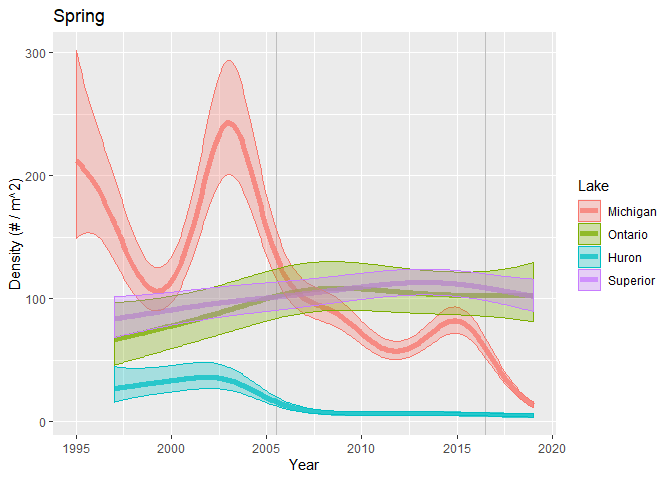 Spring
300
200
100
0
Density (# / m^2)
1995
2000
2005
2010
2015
2020
Year
Lake
Michigan
Ontario
Huron
Superior